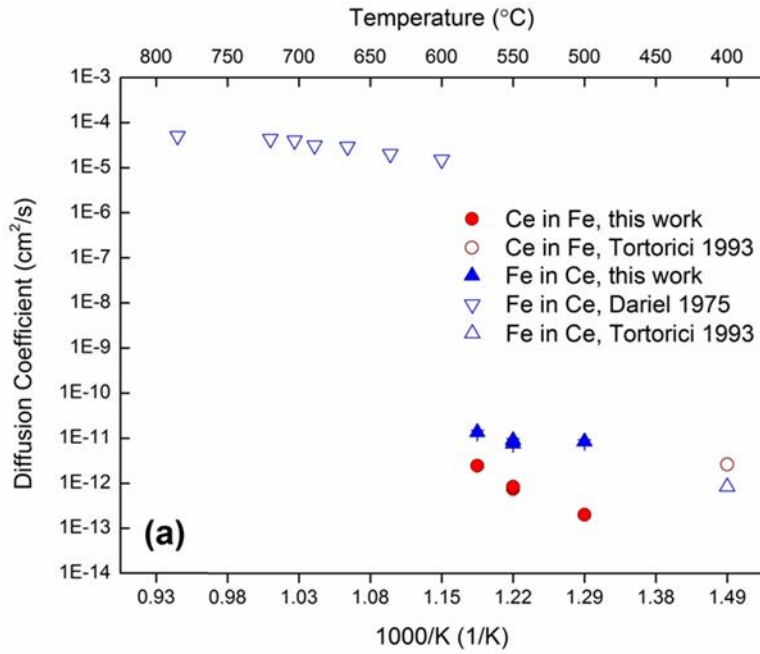 Temperature (°C)
800 750 700 650 600 550 500 450 400
1E-3
1E-4
1E-5
1E-6
1E-7
1E-8
1E-9
1E-10
1E-11
1E-12
1E-13
1E-14
Diffusion Coefficient (cm²/s)
Ce in Fe, this work
Ce in Fe, Tortorici 1993
Fe in Ce, this work
Fe in Ce, Dariel 1975
Fe in Ce, Tortorici 1993
(a)
0.93 0.98 1.03 1.08 1.15 1.22 1.29 1.38 1.49
1000/K (1/K)